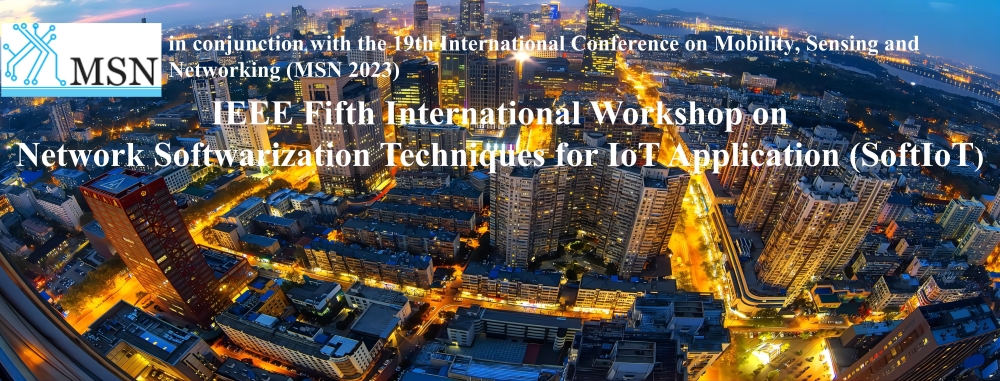 MSN
in conjunction with the 19th International Conference on Mobility, Sensing and
Networking (MSN 2023)
IEEE Fifth International Workshop on
Network Softwarization Techniques for IoT Application (SoftIoT)